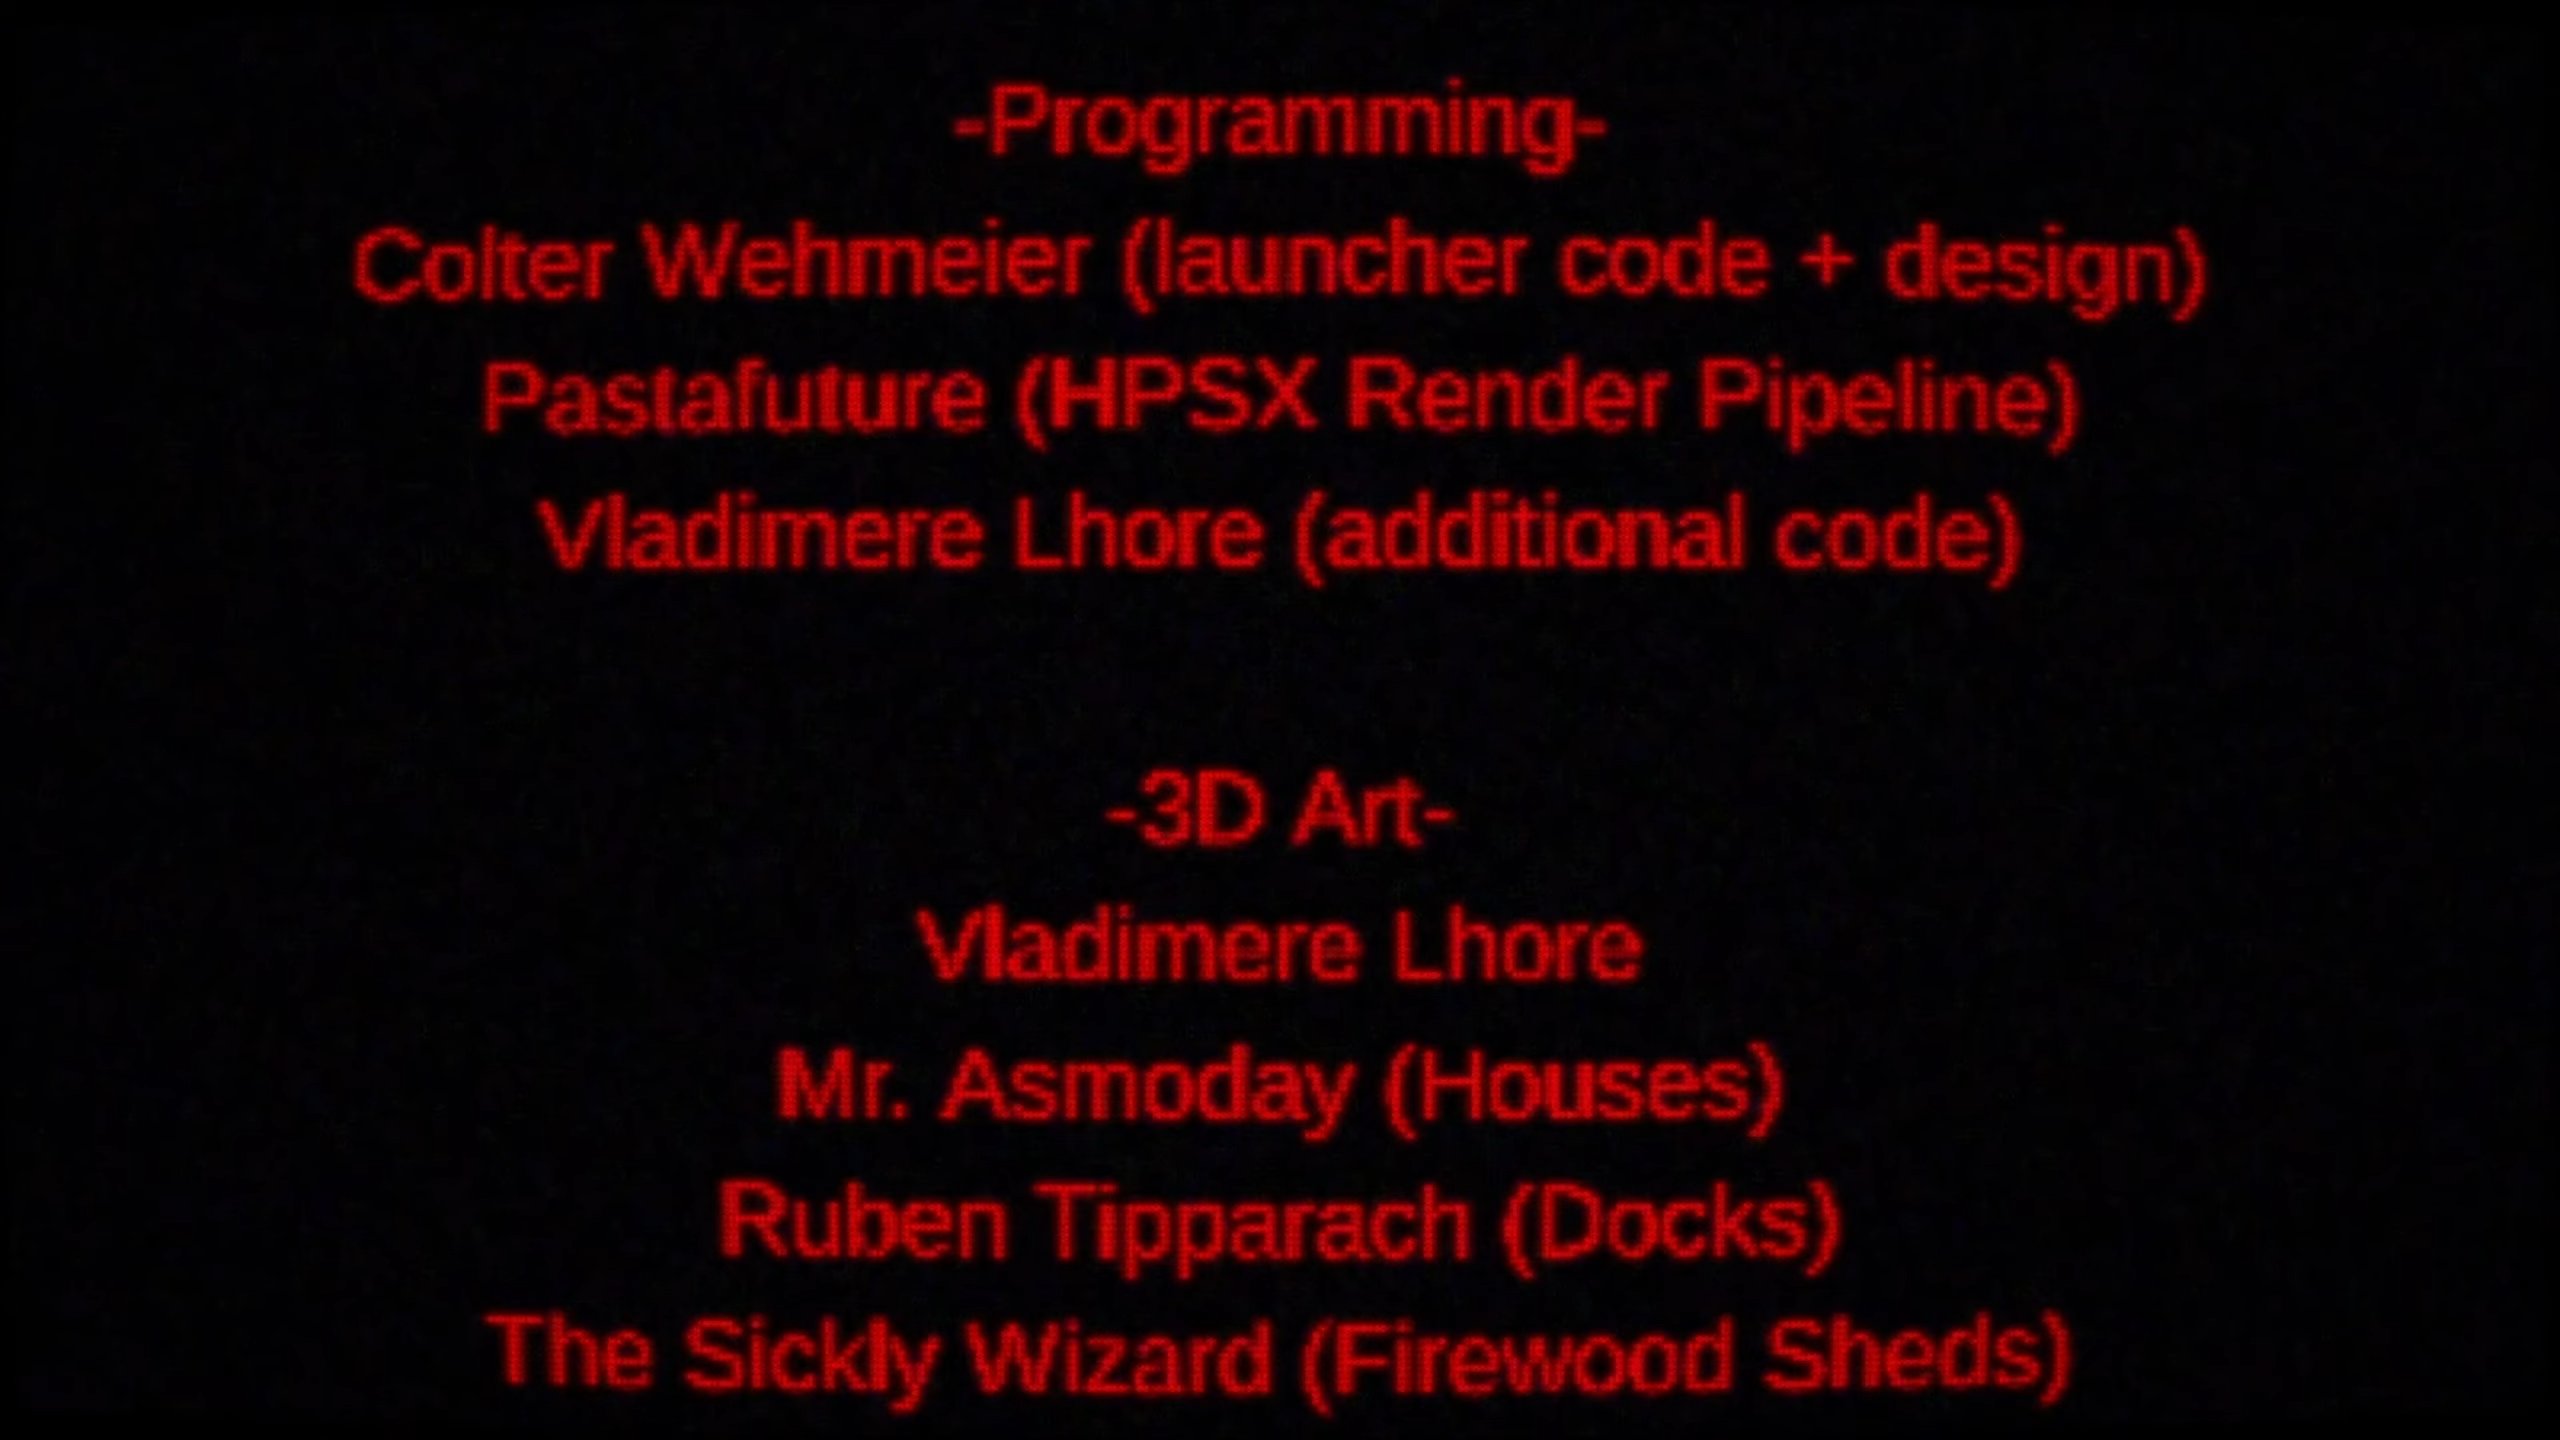 -Programming-
Colter Wehmeier (launcher code + design)
Pastafuture (HPSX Render Pipeline)
Vladimere Lhore (additional code)
-3D Art-
Vladimere Lhore
Mr. Asmoday (Houses)
Ruben Tipparach (Docks)
The Sickly Wizard (Firewood Sheds)